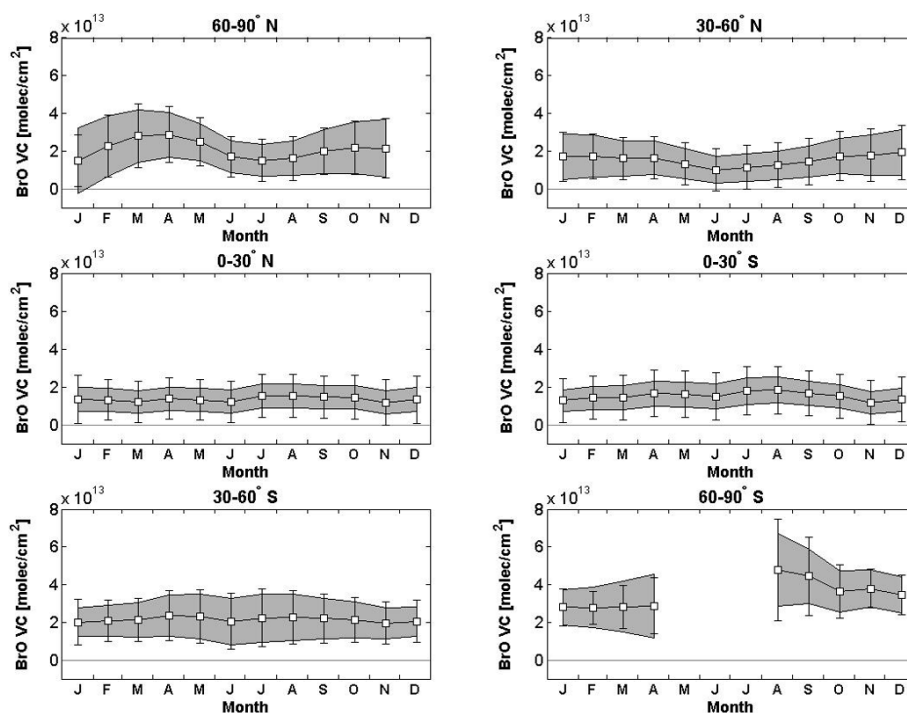 60-90° N
x 10^13
BrO VC [molec/cm^2]
8
6
4
2
0
J F M A M J J A S O N D
Month
30-60° N
x 10^13
BrO VC [molec/cm^2]
8
6
4
2
0
J F M A M J J A S O N D
Month
0-30° N
x 10^13
BrO VC [molec/cm^2]
8
6
4
2
0
J F M A M J J A S O N D
Month
0-30° S
x 10^13
BrO VC [molec/cm^2]
8
6
4
2
0
J F M A M J J A S O N D
Month
30-60° S
x 10^13
BrO VC [molec/cm^2]
8
6
4
2
0
J F M A M J J A S O N D
Month
60-90° S
x 10^13
BrO VC [molec/cm^2]
8
6
4
2
0
J F M A M J J A S O N D
Month